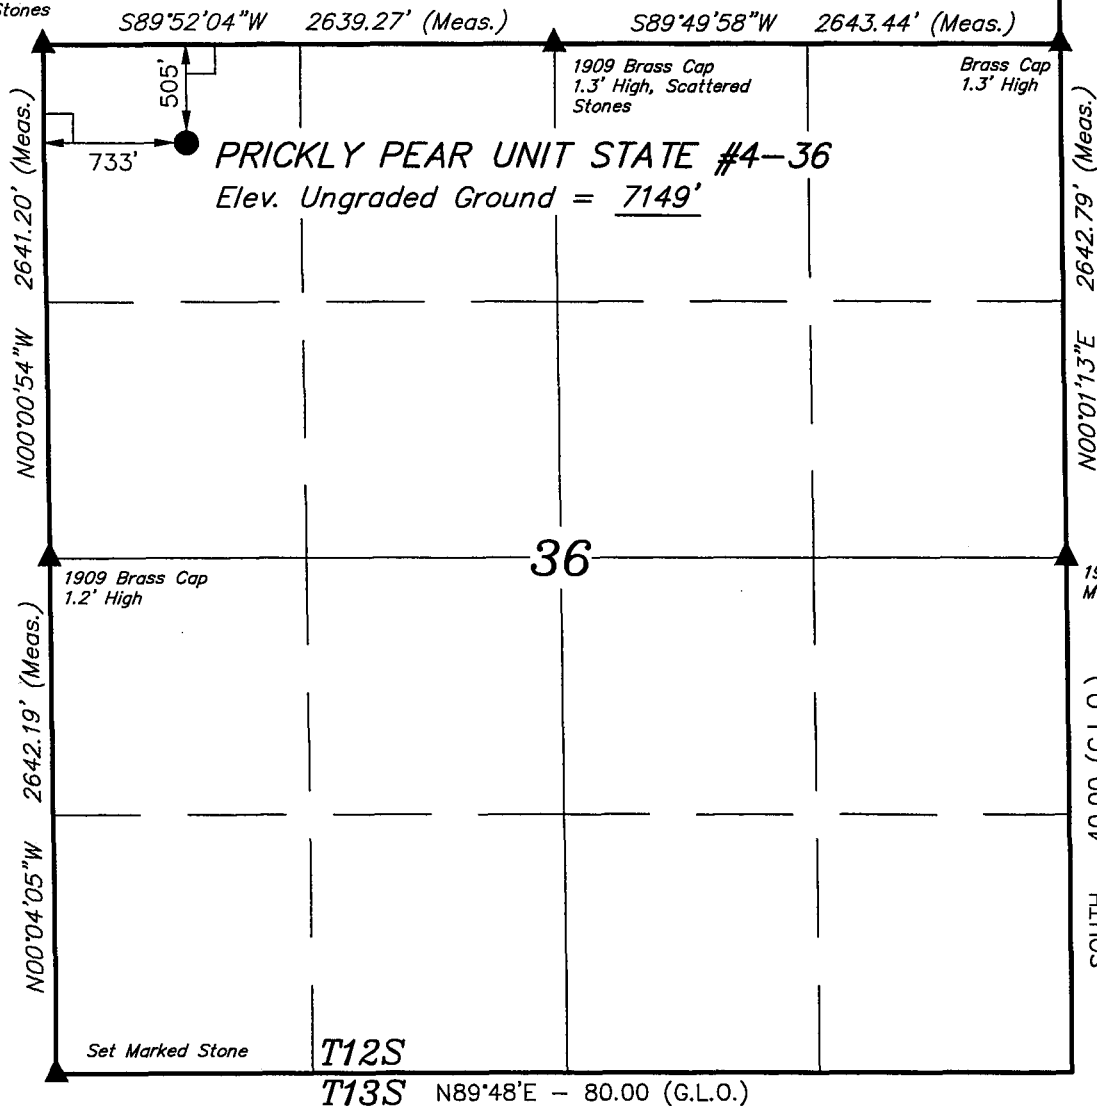 Stones
S89°52'04"W 2639.27' (Meas.)
S89°49'58"W 2643.44' (Meas.)
505'
733'
1909 Brass Cap
1.3' High, Scattered
Stones
Brass Cap
1.3' High
PRICKLY PEAR UNIT STATE #4-36
Elev. Ungraded Ground = 7149'
N00°00'54"W 2641.20' (Meas.)
N00°01'13"E 2642.79' (Meas.)
36
1909 Brass Cap
1.2' High
N00°04'05"W 2642.19' (Meas.)
Set Marked Stone
T12S
T13S N89°48'E - 80.00 (G.L.O.)